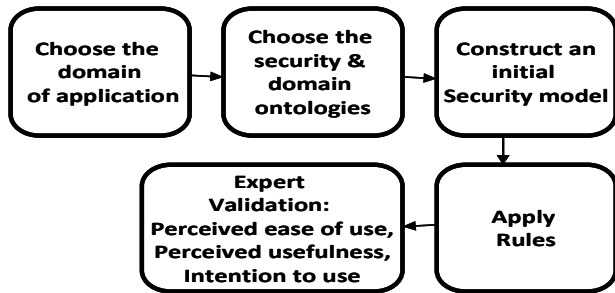 Choose the
domain
of application
Choose the
security &
domain
ontologies
Construct an
initial
Security model
Expert
Validation:
Perceived ease of use,
Perceived usefulness,
Intention to use
Apply
Rules